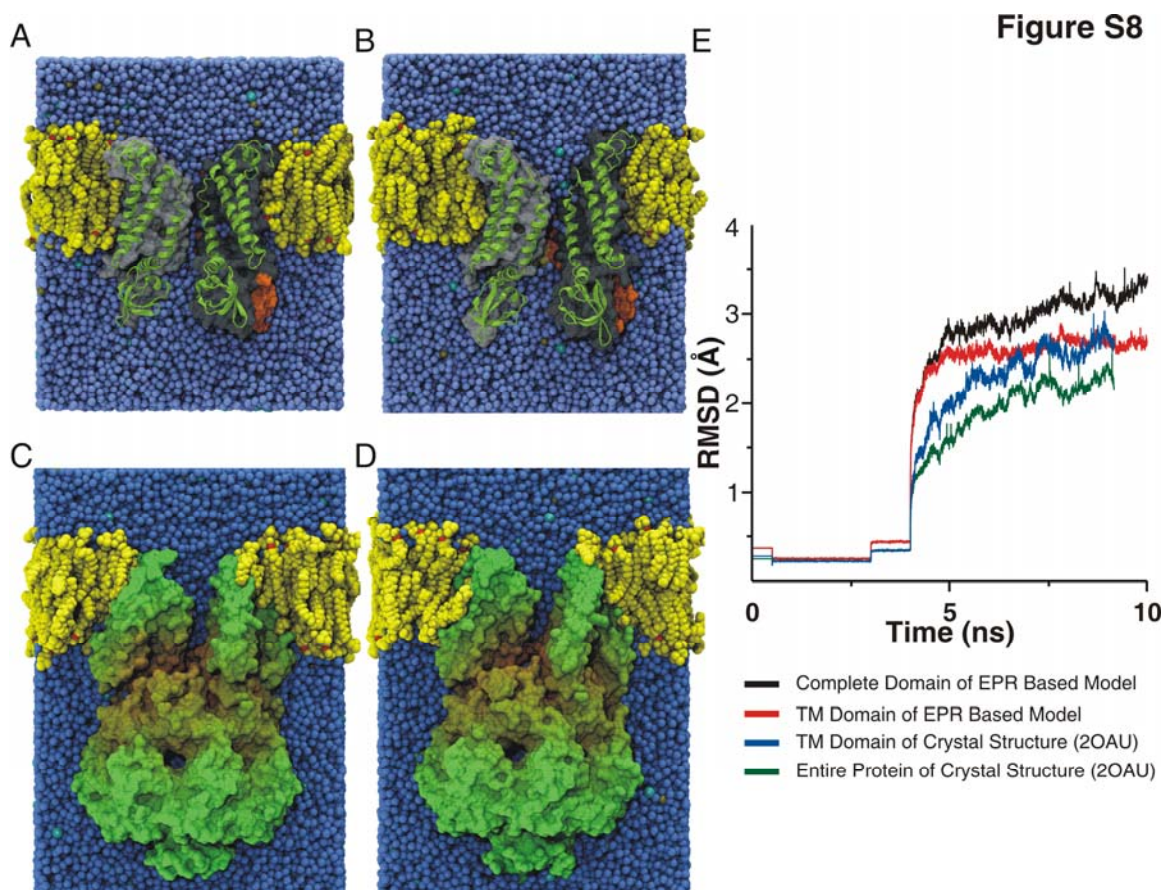 Figure S8
A
B
C
D
E
4
3
2
1
RMSD (Å)
0
5
10
Time (ns)
Complete Domain of EPR Based Model
TM Domain of EPR Based Model
TM Domain of Crystal Structure (2OAU)
Entire Protein of Crystal Structure (2OAU)